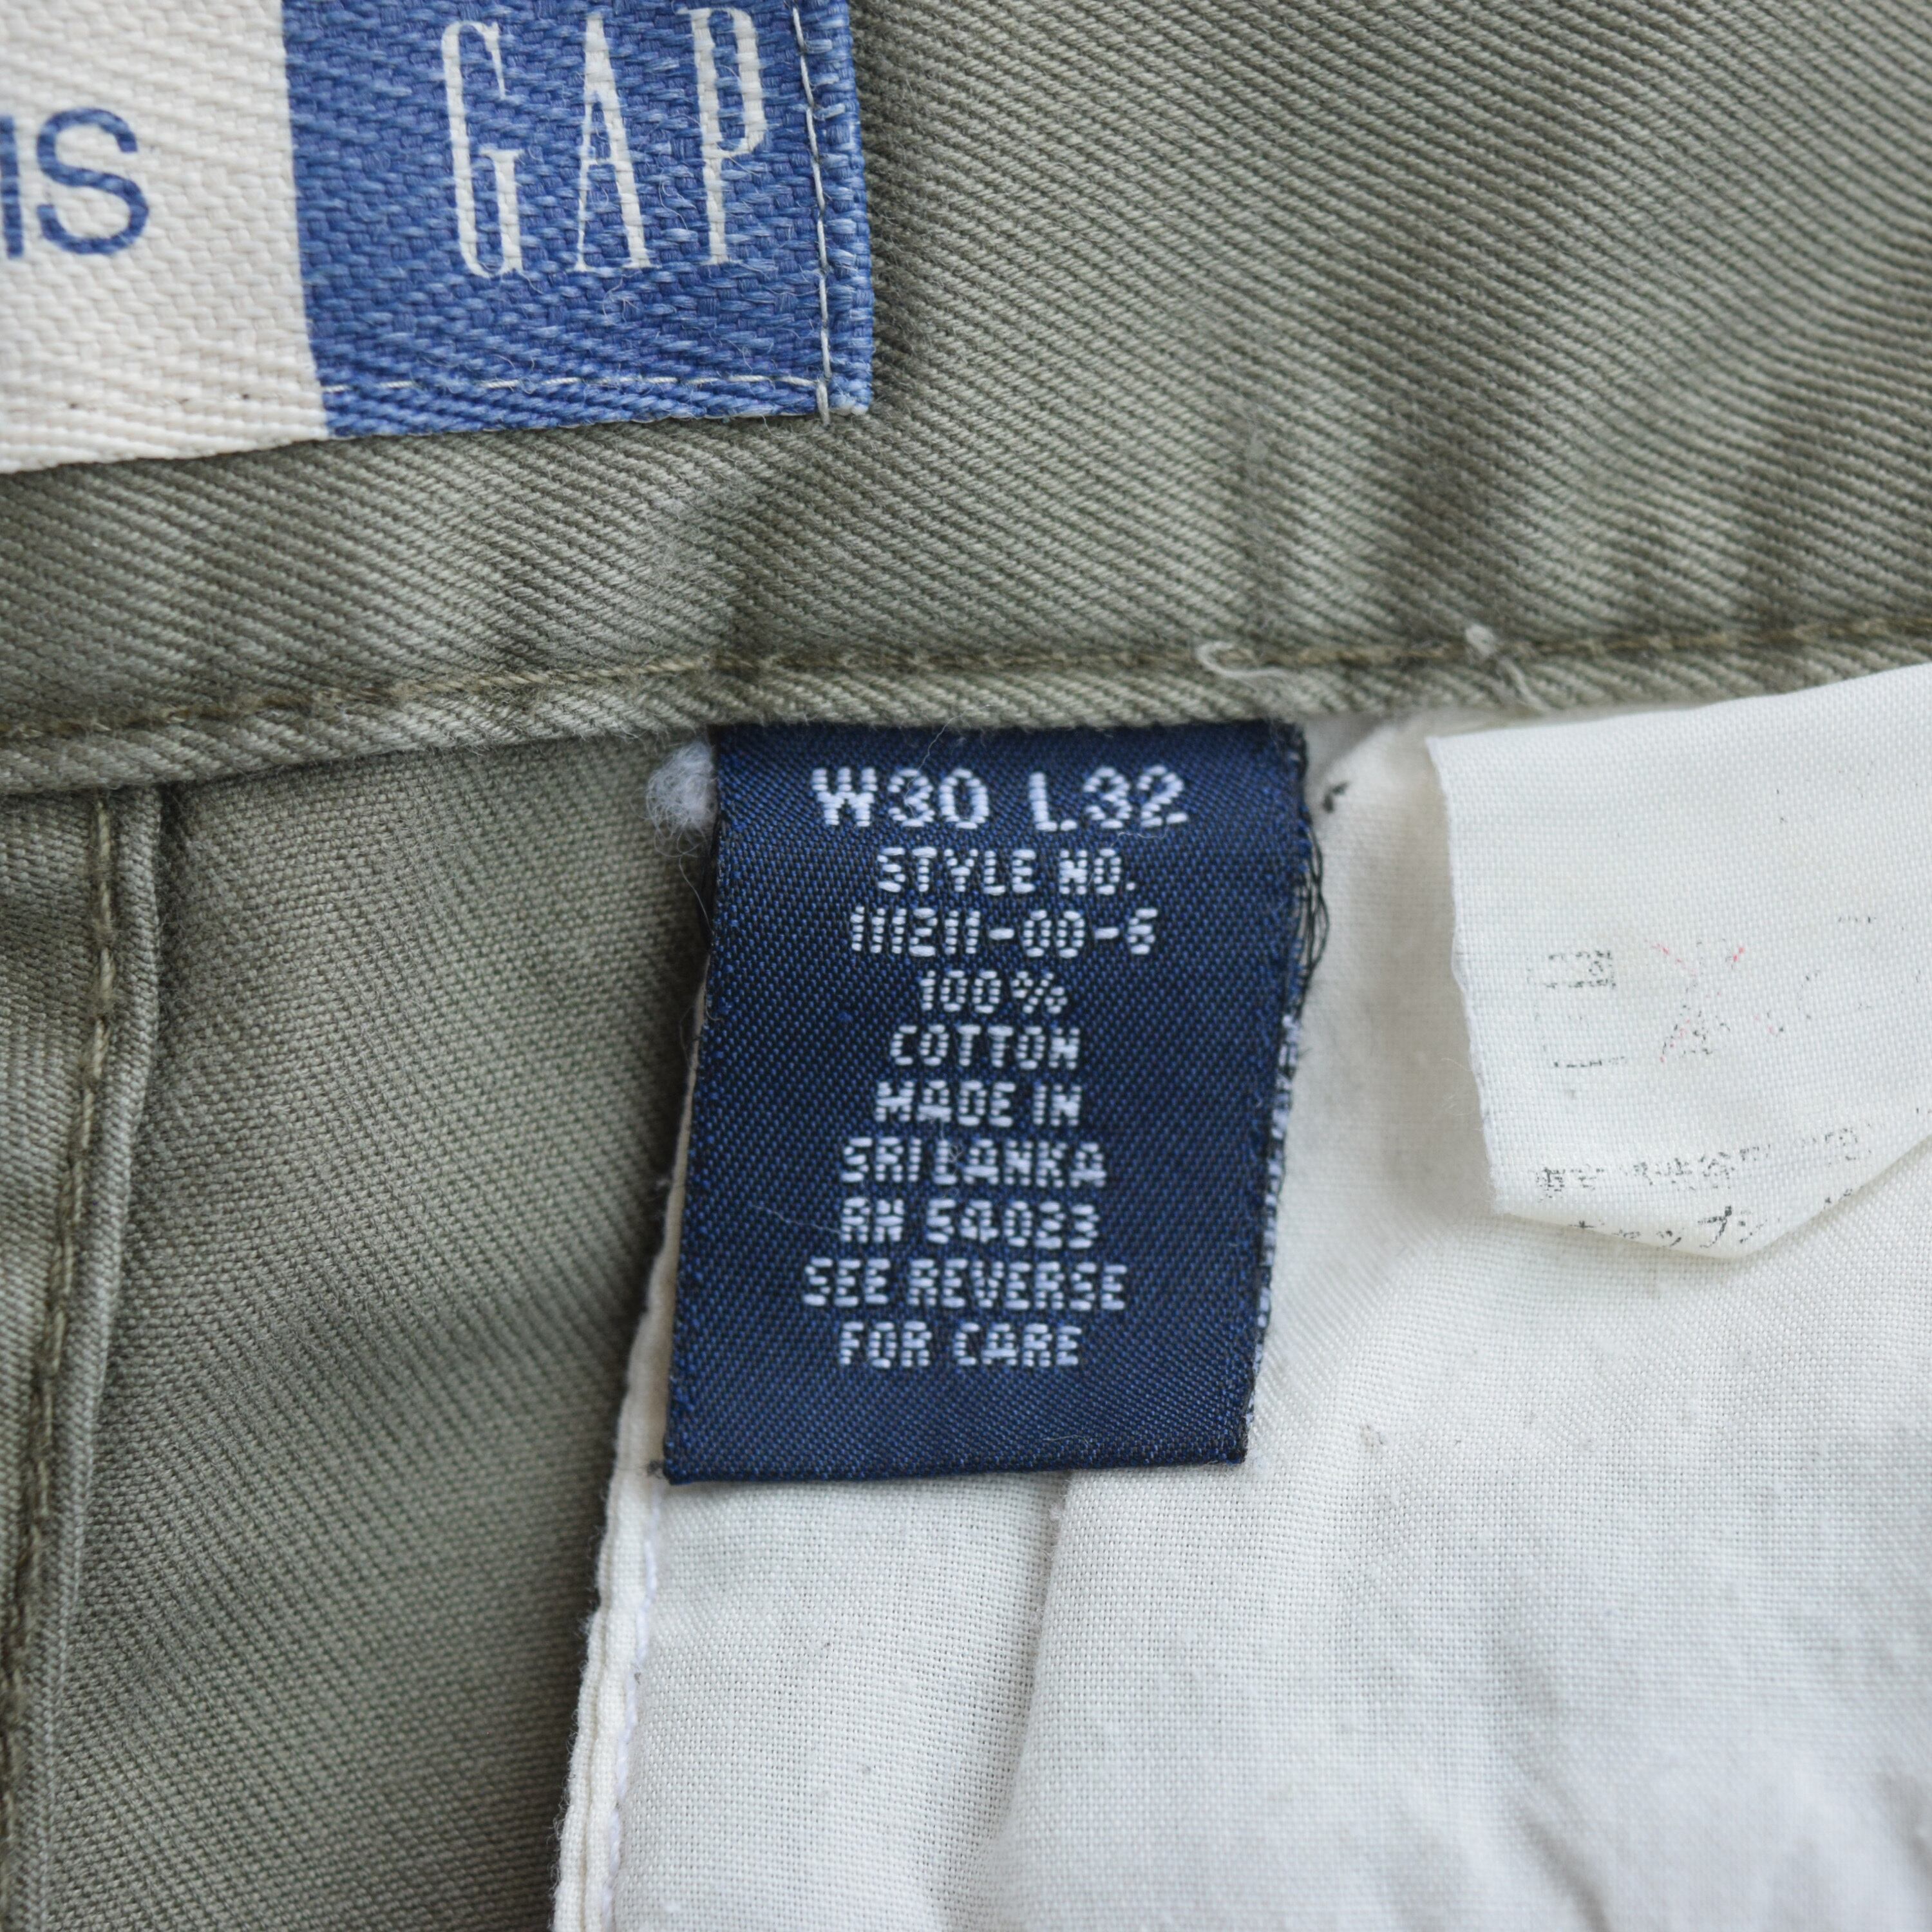 GAP
W30 L32
STYLE NO.
111211-00-6
100%
COTTON
MADE IN
SRI LANKA
RN 54023
SEE REVERSE
FOR CARE